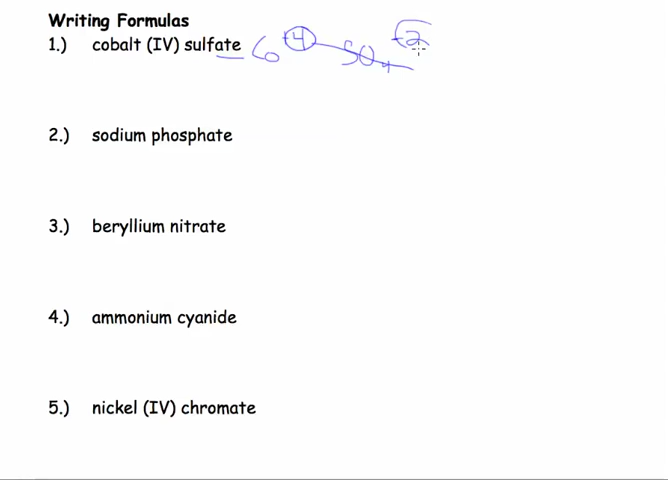 Writing Formulas
1.) cobalt (IV) sulfate Co +4 SO4 -2
2.) sodium phosphate
3.) beryllium nitrate
4.) ammonium cyanide
5.) nickel (IV) chromate